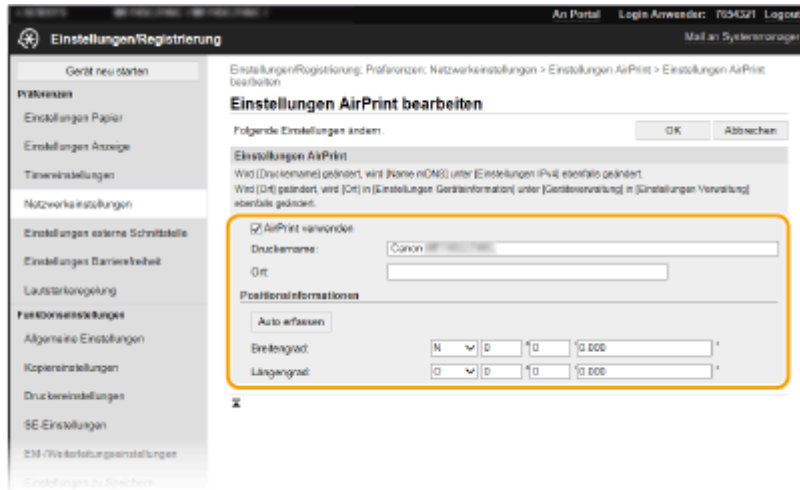 An Portal Login Anwender: 7654321 Logout
Einstellungen/Registrierung
Mail an Systemmanager
Gerät neu starten
Präferenzen
Einstellungen Papier
Einstellungen Anzeige
Timereinstellungen
Netzwerkeinstellungen
Einstellungen externe Schnittstelle
Einstellungen Barrierefreiheit
Lautstärkeregelung
Funktionseinstellungen
Allgemeine Einstellungen
Kopiereinstellungen
Druckereinstellungen
SE-Einstellungen
EM-/Weiterleitungseinstellungen
Einstellungen zu Speichern
Einstellungen/Registrierung: Präferenzen: Netzwerkeinstellungen > Einstellungen AirPrint > Einstellungen AirPrint
bearbeiten
Einstellungen AirPrint bearbeiten
Folgende Einstellungen ändern.
OK Abbrechen
Einstellungen AirPrint
Wird [Druckername] geändert, wird [Name mDNS] unter [Einstellungen IPv4] ebenfalls geändert.
Wird [Ort] geändert, wird [Ort] in [Einstellungen Geräteinformation] unter [Geräteverwaltung] in [Einstellungen Verwaltung]
ebenfalls geändert.
AirPrint verwenden
Druckername: Canon
Ort:
Positionsinformationen
Auto erfassen
Breitengrad: N 0 ° 0 ' 0.000 "
Längengrad: O 0 ° 0 ' 0.000 "